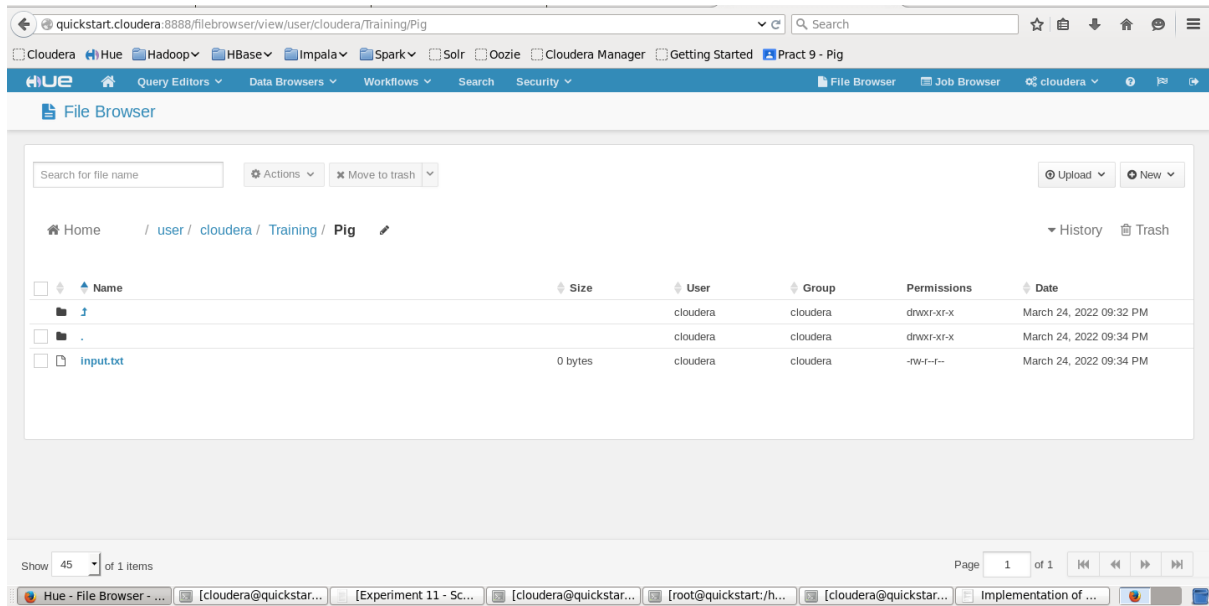 quickstart.cloudera:8888/filebrowser/view/user/cloudera/Training/Pig Search
Cloudera Hue Hadoop HBase Impala Spark Solr Oozie Cloudera Manager Getting Started Pract 9 - Pig
HUE Query Editors Data Browsers Workflows Search Security File Browser Job Browser cloudera
File Browser
Search for file name Actions Move to trash Upload New
Home / user / cloudera / Training / Pig History Trash
Name Size User Group Permissions Date
cloudera cloudera drwxr-xr-x March 24, 2022 09:32 PM
. cloudera cloudera drwxr-xr-x March 24, 2022 09:34 PM
input.txt 0 bytes cloudera cloudera -rw-r--r-- March 24, 2022 09:34 PM
Show 45 of 1 items Page 1 of 1
Hue - File Browser - ... [cloudera@quickstar... [Experiment 11 - Sc... [cloudera@quickstar... [root@quickstart:/h... [cloudera@quickstar... Implementation of ...